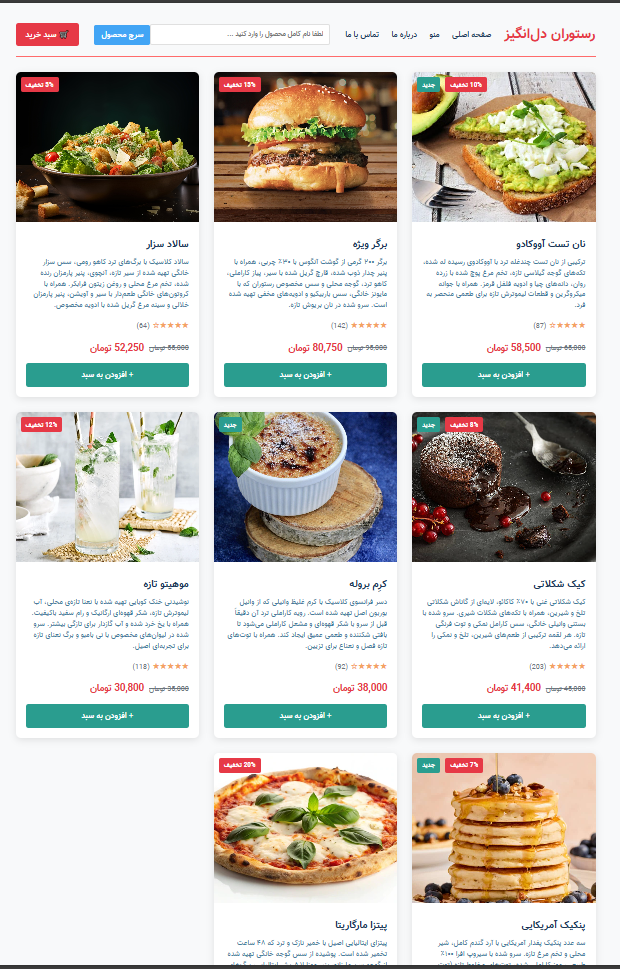 رستوران دل‌انگیز
صفحه اصلی
منو
درباره ما
تماس با ما
لطفا نام کامل محصول را وارد کنید ...
سرچ محصول
🛒 سبد خرید
10% تخفیف
جدید
نان تست آووکادو
ترکیبی از نان تست چندغله ترد با آووکادوی رسیده له شده،
تکه‌های گوجه گیلاسی تازه، تخم مرغ پوچ شده با زرده
روان، دانه‌های چیا و ادویه فلفل قرمز. همراه با جوانه
میکروگرین و قطعات لیموترش تازه برای طعمی منحصر به
فرد.
★★★★☆ (87)
65,000 تومان 58,500 تومان
+ افزودن به سبد
15% تخفیف
برگر ویژه
برگر ۲۰۰ گرمی از گوشت آنگوس با ۲۰٪ چربی، همراه با
پنیر چدار ذوب شده، قارچ گریل شده با سیر، پیاز کاراملی،
کاهو ترد، گوجه محلی و سس مخصوص رستوران که با
مایونز خانگی، سس باربیکیو و ادویه‌های مخفی تهیه شده
است. سرو شده در نان بریوش تازه.
★★★★★ (142)
95,000 تومان 80,750 تومان
+ افزودن به سبد
5% تخفیف
سالاد سزار
سالاد کلاسیک با برگ‌های ترد کاهو رومی، سس سزار
خانگی تهیه شده از سیر تازه، آنچوی، پنیر پارمزان رنده
شده، تخم مرغ محلی و روغن زیتون فرابکر. همراه با
کروتون‌های خانگی طعم‌دار با سیر و آویشن، پنیر پارمزان
خلالی و سینه مرغ گریل شده با ادویه مخصوص.
★★★★☆ (64)
55,000 تومان 52,250 تومان
+ افزودن به سبد
8% تخفیف
کیک شکلاتی
کیک شکلاتی غنی با ۷۰٪ کاکائو، لایه‌ای از گاناش شکلاتی
تلخ و شیرین، همراه با تکه‌های شکلات شیری. سرو شده با
بستنی وانیلی خانگی، سس کارامل نمکی و توت فرنگی
تازه. هر لقمه ترکیبی از طعم‌های شیرین، تلخ و نمکی را
ارائه می‌دهد.
★★★★★ (203)
45,000 تومان 41,400 تومان
+ افزودن به سبد
جدید
کرم بروله
دسر فرانسوی کلاسیک با کرم غلیظ وانیلی که از وانیل
بوربون اصل تهیه شده است. رویه کاراملی ترد آن دقیقاً
قبل از سرو با شکر قهوه‌ای و مشعل کاراملی می‌شود تا
بافتی شکننده و طعمی عمیق ایجاد کند. همراه با توت‌های
تازه فصل و نعناع برای تزیین.
★★★★☆ (92)
38,000 تومان
+ افزودن به سبد
12% تخفیف
موهیتو تازه
نوشیدنی خنک کوبایی تهیه شده با نعنا تازه‌ی محلی، آب
لیموترش تازه، شکر قهوه‌ای ارگانیک و رام سفید باکیفیت.
همراه با یخ خرد شده و آب گازدار برای تازگی بیشتر. سرو
شده در لیوان‌های مخصوص با نی بامبو و برگ نعنای تازه
برای تجربه‌ای اصیل.
★★★★★ (118)
35,000 تومان 30,800 تومان
+ افزودن به سبد
7% تخفیف
جدید
پنکیک آمریکایی
سه عدد پنکیک پفدار آمریکایی با آرد گندم کامل، شیر
محلی و تخم مرغ تازه. سرو شده با سیروپ افرا ۱۰۰٪
20% تخفیف
پیتزا مارگاریتا
پیتزای ایتالیایی اصیل با خمیر نازک و ترد که ۴۸ ساعت
تخمیر شده است. پوشیده از سس گوجه خانگی تهیه شده